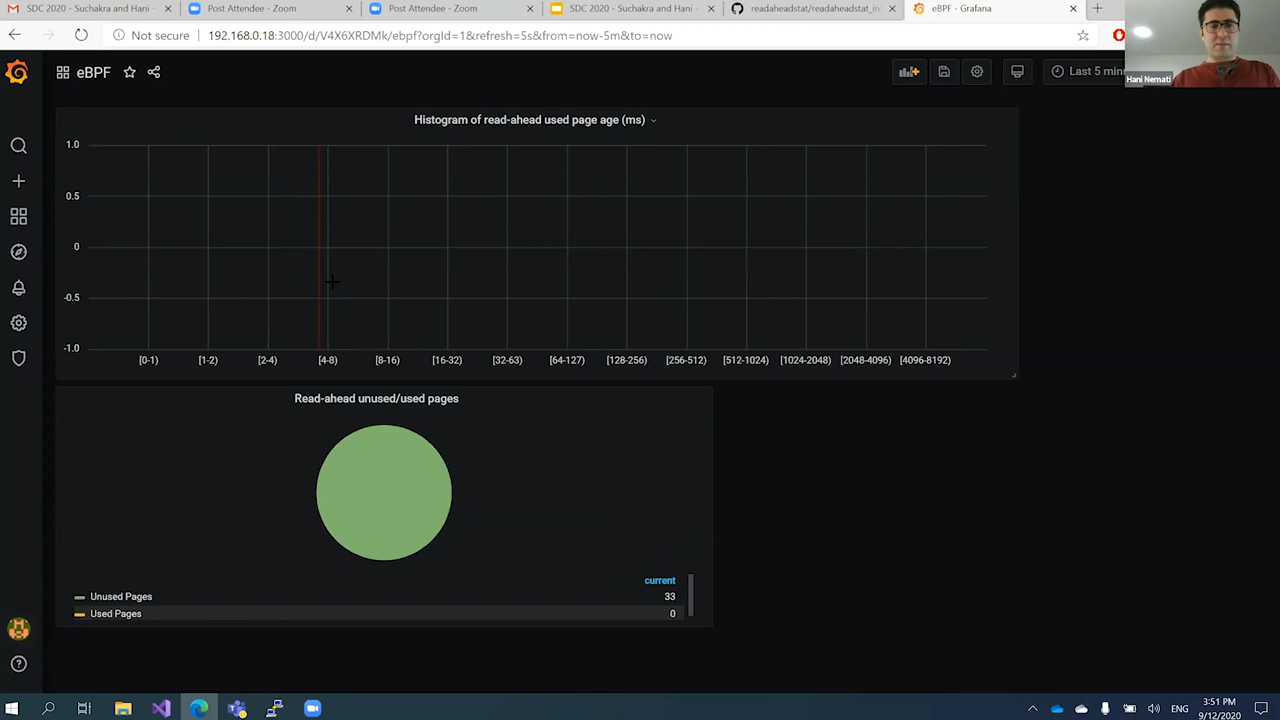 SDC 2020 - Suchakra and Hani -
Post Attendee - Zoom
Post Attendee - Zoom
SDC 2020 - Suchakra and Hani -
readaheadstat/readaheadstat_in
eBPF - Grafana
Not secure
192.168.0.18:3000/d/V4X6XRDMk/ebpf?orgId=1&refresh=5s&from=now-5m&to=now
eBPF
Last 5 minu
Hani Nemati
Histogram of read-ahead used page age (ms)
1.0
0.5
0
-0.5
-1.0
[0-1) [1-2) [2-4) [4-8) [8-16) [16-32) [32-63) [64-127) [128-256) [256-512) [512-1024) [1024-2048) [2048-4096) [4096-8192)
Read-ahead unused/used pages
current
Unused Pages 33
Used Pages 0
ENG
3:51 PM
9/12/2020